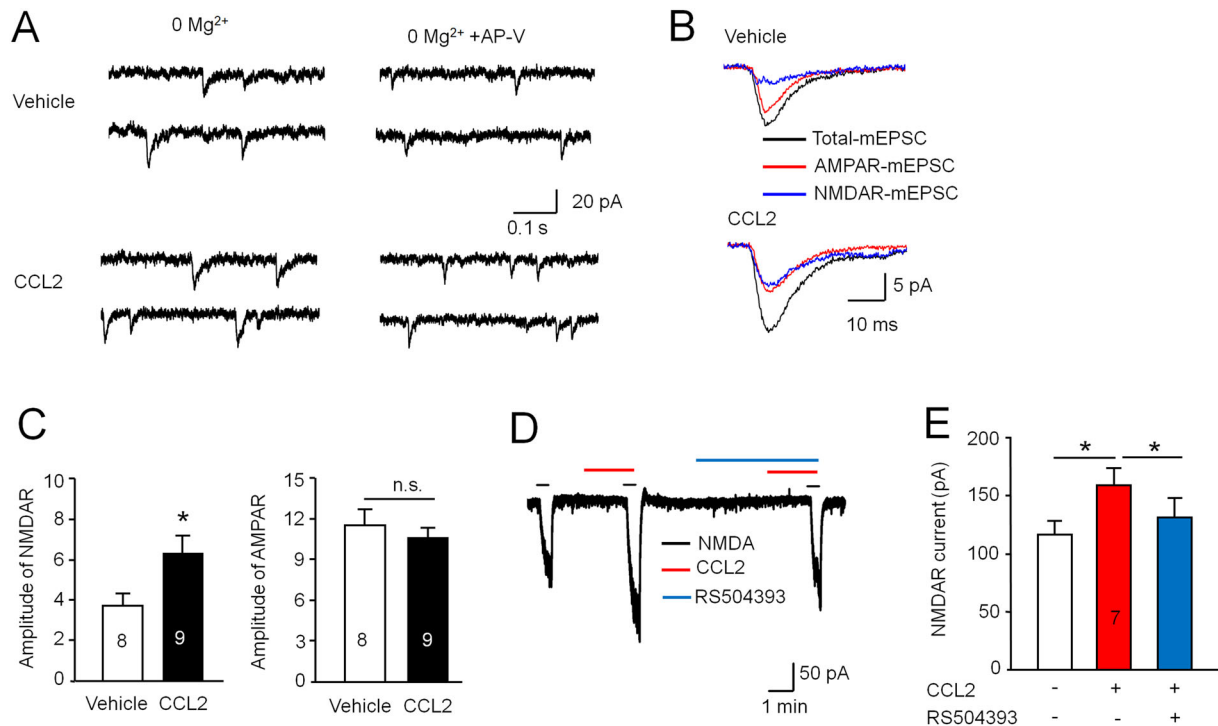 A
0 Mg²⁺
0 Mg²⁺ +AP-V
Vehicle
20 pA
0.1 s
CCL2
B
Vehicle
Total-mEPSC
AMPAR-mEPSC
NMDAR-mEPSC
CCL2
5 pA
10 ms
C
Amplitude of NMDAR
10
8
6
4
2
0
*
8
9
Vehicle CCL2
Amplitude of AMPAR
15
12
9
6
3
0
n.s.
8
9
Vehicle CCL2
D
NMDA
CCL2
RS504393
50 pA
1 min
E
NMDAR current (pA)
200
150
100
50
0
* *
7
CCL2 - + +
RS504393 - - +